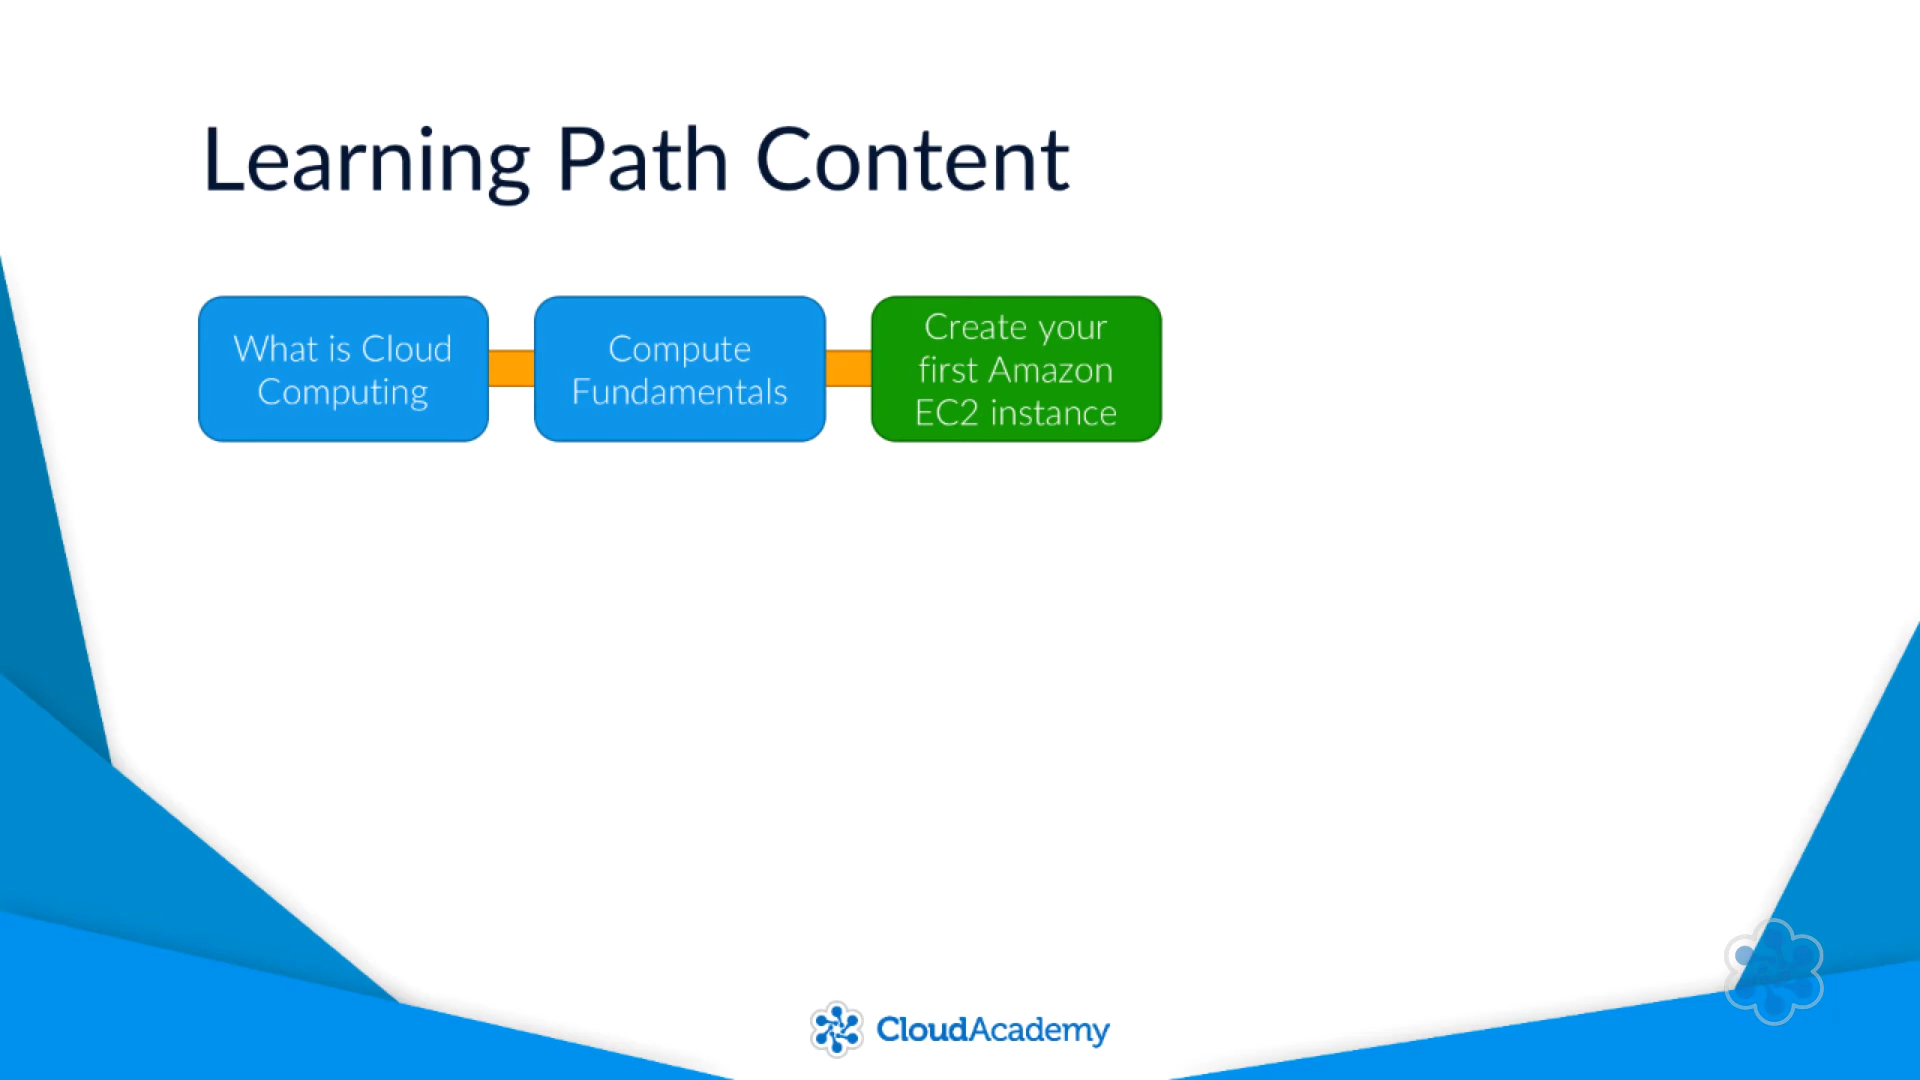 Learning Path Content
What is Cloud
Computing
Compute
Fundamentals
Create your
first Amazon
EC2 instance
CloudAcademy